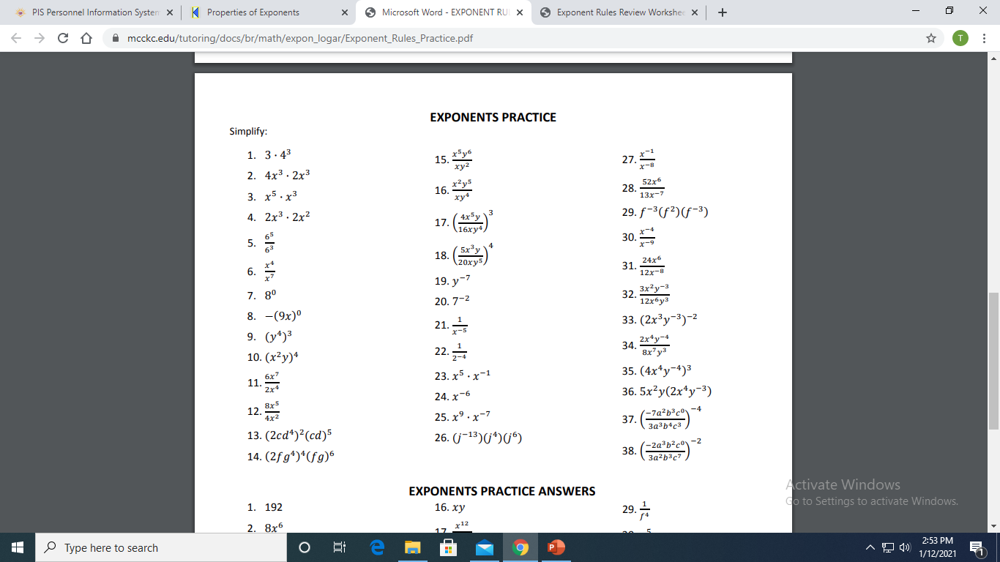 PIS Personnel Information System
Properties of Exponents
Microsoft Word - EXPONENT RU
Exponent Rules Review Workshee
mcckc.edu/tutoring/docs/br/math/expon_logar/Exponent_Rules_Practice.pdf
T
EXPONENTS PRACTICE
Simplify:
1. 3 · 4³
2. 4x³ · 2x³
3. x⁵ · x³
4. 2x³ · 2x²
5. 6⁵/6³
6. x⁴/x⁷
7. 8⁰
8. −(9x)⁰
9. (y⁴)³
10. (x²y)⁴
11. 6x⁷/2x⁴
12. 8x⁵/4x²
13. (2cd⁴)²(cd)⁵
14. (2fg⁴)⁴(fg)⁶
15. x⁵y⁶/xy²
16. x²y⁵/xy⁴
17. (4x⁵y/16xy⁴)³
18. (5x³y/20xy⁵)⁴
19. y⁻⁷
20. 7⁻²
21. 1/x⁻⁵
22. 1/2⁻⁴
23. x⁵ · x⁻¹
24. x⁻⁶
25. x⁹ · x⁻⁷
26. (j⁻¹³)(j⁴)(j⁶)
27. x⁻¹/x⁻⁸
28. 52x⁶/13x⁻⁷
29. f⁻³(f²)(f⁻³)
30. x⁻⁴/x⁻⁹
31. 24x⁶/12x⁻⁸
32. 3x²y⁻³/12x⁶y³
33. (2x³y⁻³)⁻²
34. 2x⁴y⁻⁴/8x⁷y³
35. (4x⁴y⁻⁴)³
36. 5x²y(2x⁴y⁻³)
37. (−7a²b³c⁰/3a³b⁴c³)⁻⁴
38. (−2a³b²c⁰/3a²b³c⁷)⁻²
EXPONENTS PRACTICE ANSWERS
1. 192
2. 8x⁶
16. xy
17. x¹²
29. 1/f⁴
Activate Windows
Go to Settings to activate Windows.
Type here to search
2:53 PM
1/12/2021
1